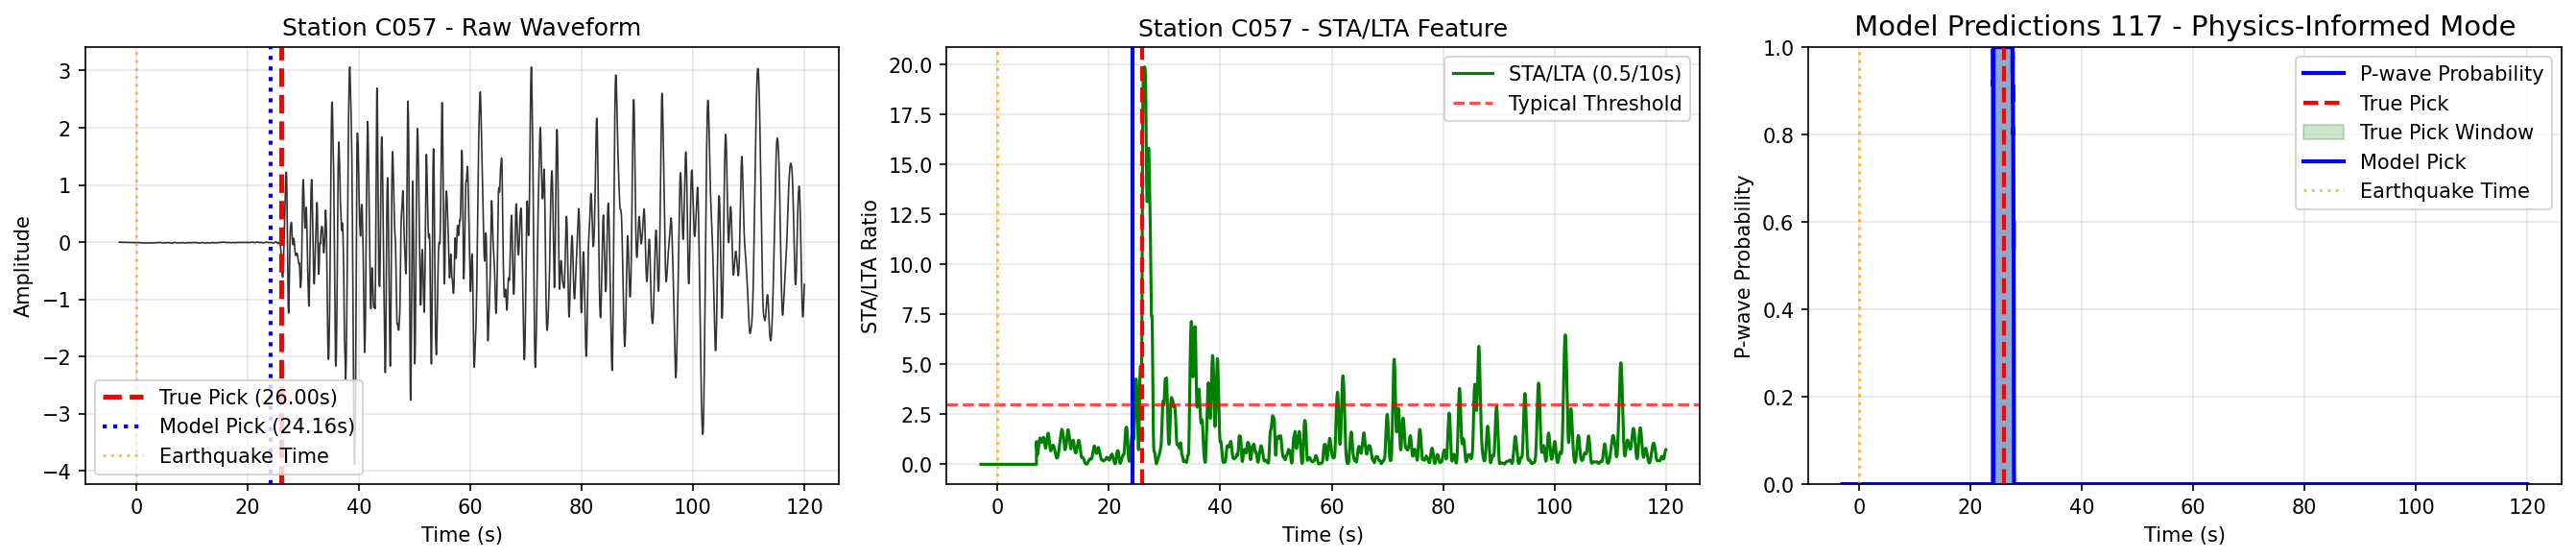 Station C057 - Raw Waveform
Amplitude
3
2
1
0
−1
−2
−3
−4
True Pick (26.00s)
Model Pick (24.16s)
Earthquake Time
0 20 40 60 80 100 120
Time (s)
Station C057 - STA/LTA Feature
STA/LTA Ratio
20.0
17.5
15.0
12.5
10.0
7.5
5.0
2.5
0.0
STA/LTA (0.5/10s)
Typical Threshold
0 20 40 60 80 100 120
Time (s)
Model Predictions 117 - Physics-Informed Mode
P-wave Probability
1.0
0.8
0.6
0.4
0.2
0.0
P-wave Probability
True Pick
True Pick Window
Model Pick
Earthquake Time
0 20 40 60 80 100 120
Time (s)